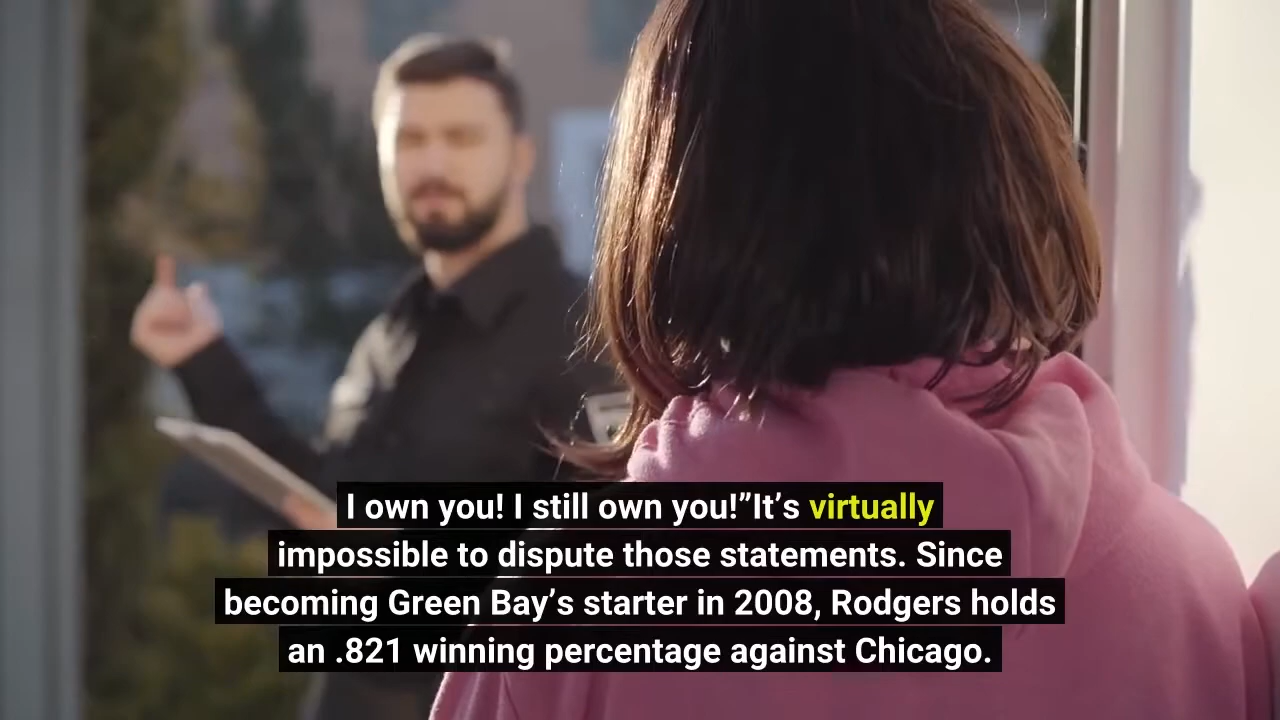 I own you! I still own you!”It’s virtually
impossible to dispute those statements. Since
becoming Green Bay’s starter in 2008, Rodgers holds
an .821 winning percentage against Chicago.